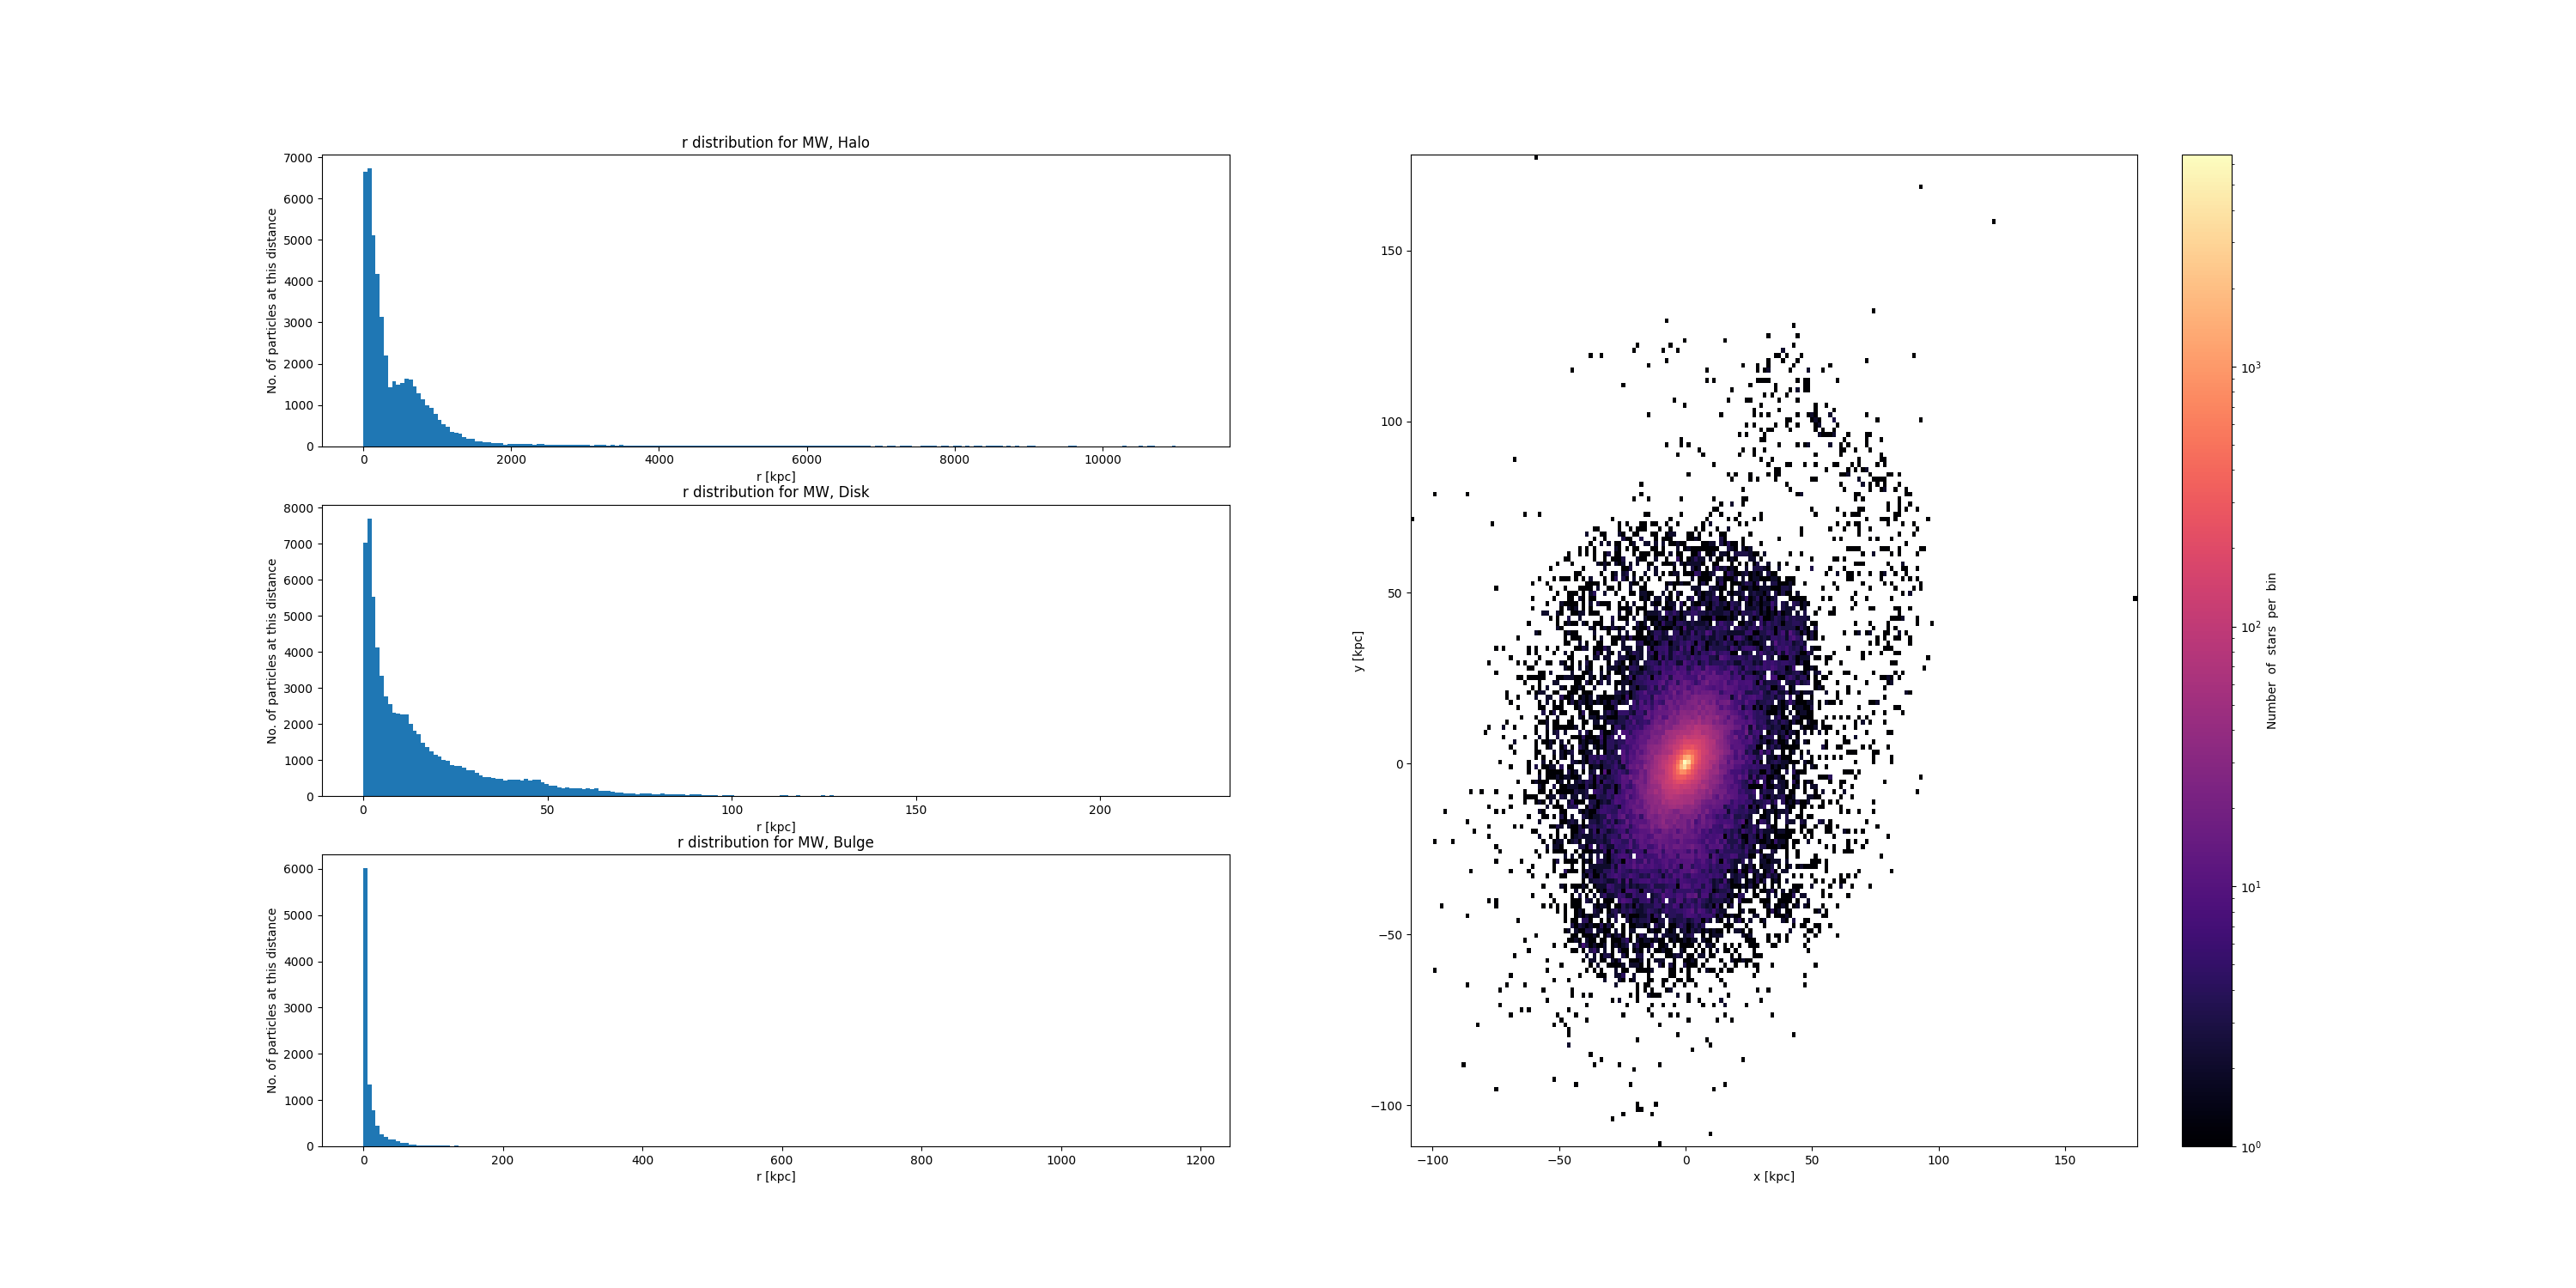 r distribution for MW, Halo
No. of particles at this distance
7000
6000
5000
4000
3000
2000
1000
0
0 2000 4000 6000 8000 10000
r [kpc]
r distribution for MW, Disk
No. of particles at this distance
8000
7000
6000
5000
4000
3000
2000
1000
0
0 50 100 150 200
r [kpc]
r distribution for MW, Bulge
No. of particles at this distance
6000
5000
4000
3000
2000
1000
0
0 200 400 600 800 1000 1200
r [kpc]
y [kpc]
150
100
50
0
−50
−100
−100 −50 0 50 100 150
x [kpc]
10³
10²
10¹
10⁰
Number of stars per bin